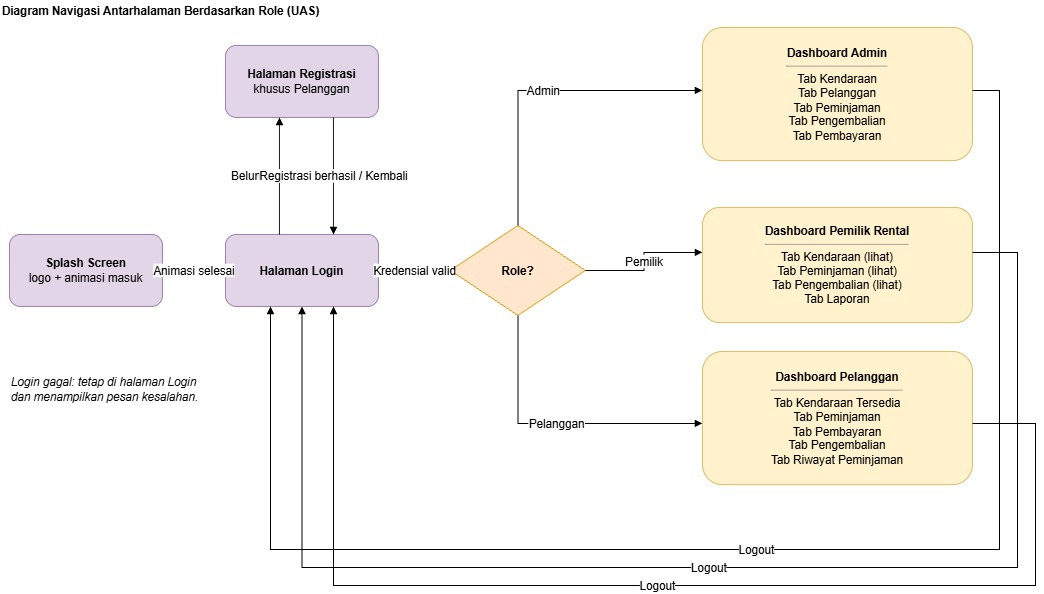 Diagram Navigasi Antarhalaman Berdasarkan Role (UAS)
Halaman Registrasi
khusus Pelanggan
BelurRegistrasi berhasil / Kembali
Splash Screen
logo + animasi masuk
Animasi selesai
Halaman Login
Kredensial valid
Role?
Admin
Pemilik
Pelanggan
Dashboard Admin
Tab Kendaraan
Tab Pelanggan
Tab Peminjaman
Tab Pengembalian
Tab Pembayaran
Dashboard Pemilik Rental
Tab Kendaraan (lihat)
Tab Peminjaman (lihat)
Tab Pengembalian (lihat)
Tab Laporan
Dashboard Pelanggan
Tab Kendaraan Tersedia
Tab Peminjaman
Tab Pembayaran
Tab Pengembalian
Tab Riwayat Peminjaman
Login gagal: tetap di halaman Login
dan menampilkan pesan kesalahan.
Logout
Logout
Logout